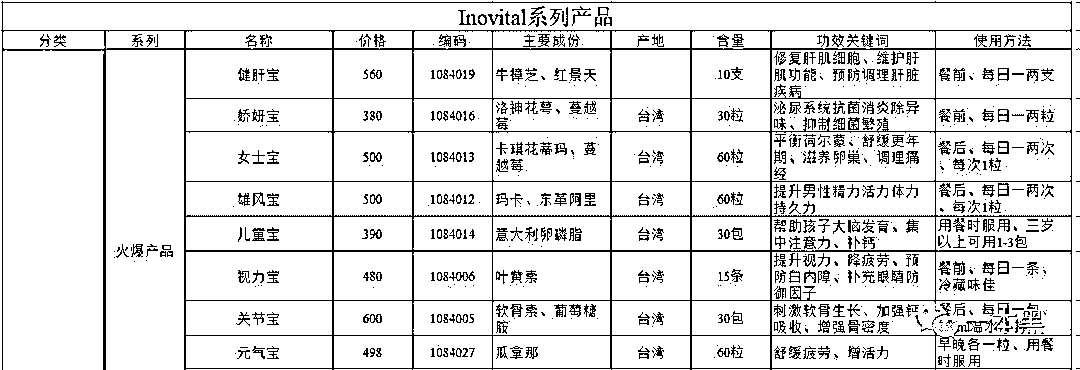 Inovital系列产品
分类 系列 名称 价格 编码 主要成份 产地 含量 功效关键词 使用方法
火爆产品
健肝宝 560 1084019 牛樟芝、红景天 10支 修复肝肌细胞、维护肝
肌功能、预防调理肝脏
疾病 餐前、每日一两支
娇妍宝 380 1084016 洛神花萼、蔓越
莓 台湾 30粒 泌尿系统抗菌消炎除异
味、抑制细菌繁殖 餐前、每日一两粒
女士宝 500 1084013 卡琪花蒂玛、蔓
越莓 台湾 60粒 平衡荷尔蒙、舒缓更年
期、滋养卵巢、调理痛
经 餐后、每日一两次
、每次1粒
雄风宝 500 1084012 玛卡、东革阿里 台湾 60粒 提升男性精力活力体力
持久力 餐后、每日一两次
、每次1粒
儿童宝 390 1084014 意大利卵磷脂 台湾 30包 帮助孩子大脑发育、集
中注意力、补钙 用餐时服用、三岁
以上可用1-3包
视力宝 480 1084006 叶黄素 台湾 15条 提升视力、降疲劳、预
防白内障、补充眼睛防
御因子 餐前、每日一条，
冷藏味佳
关节宝 600 1084005 软骨素、葡萄糖
胺 台湾 30包 刺激软骨生长、加强钙
吸收、增强骨密度 餐后、每日一包
元气宝 498 1084027 瓜拿那 台湾 60粒 舒缓疲劳、增活力 早晚各一粒、用餐
时服用